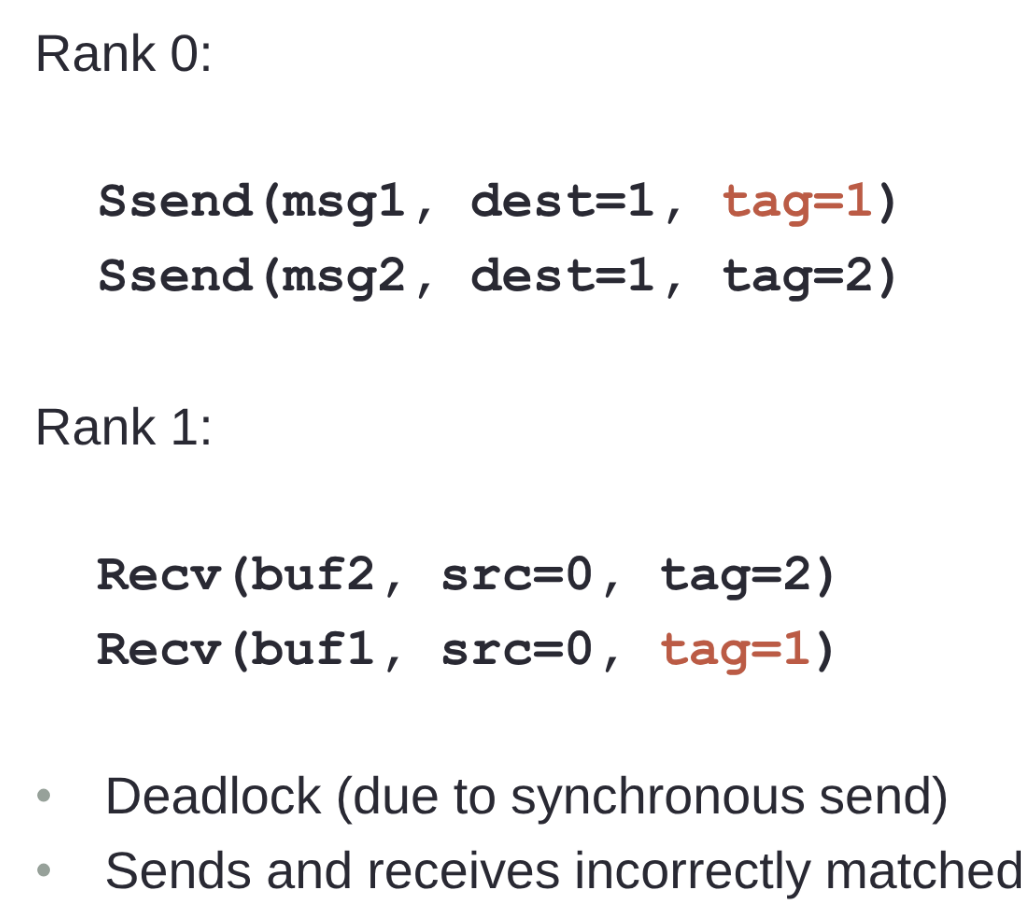 Rank 0:
Ssend(msg1, dest=1, tag=1)
Ssend(msg2, dest=1, tag=2)
Rank 1:
Recv(buf2, src=0, tag=2)
Recv(buf1, src=0, tag=1)
• Deadlock (due to synchronous send)
• Sends and receives incorrectly matched